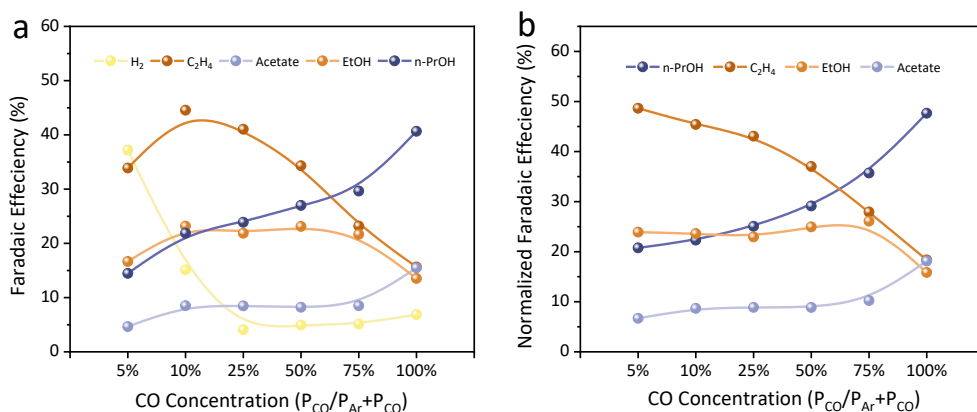 a
60
50
40
30
20
10
0
Faradaic Effeciency (%)
H2 C2H4 Acetate EtOH n-PrOH
5% 10% 25% 50% 75% 100%
CO Concentration (PCO/PAr+PCO)
b
60
50
40
30
20
10
0
Normalized Faradaic Effeciency (%)
n-PrOH C2H4 EtOH Acetate
5% 10% 25% 50% 75% 100%
CO Concentration (PCO/PAr+PCO)